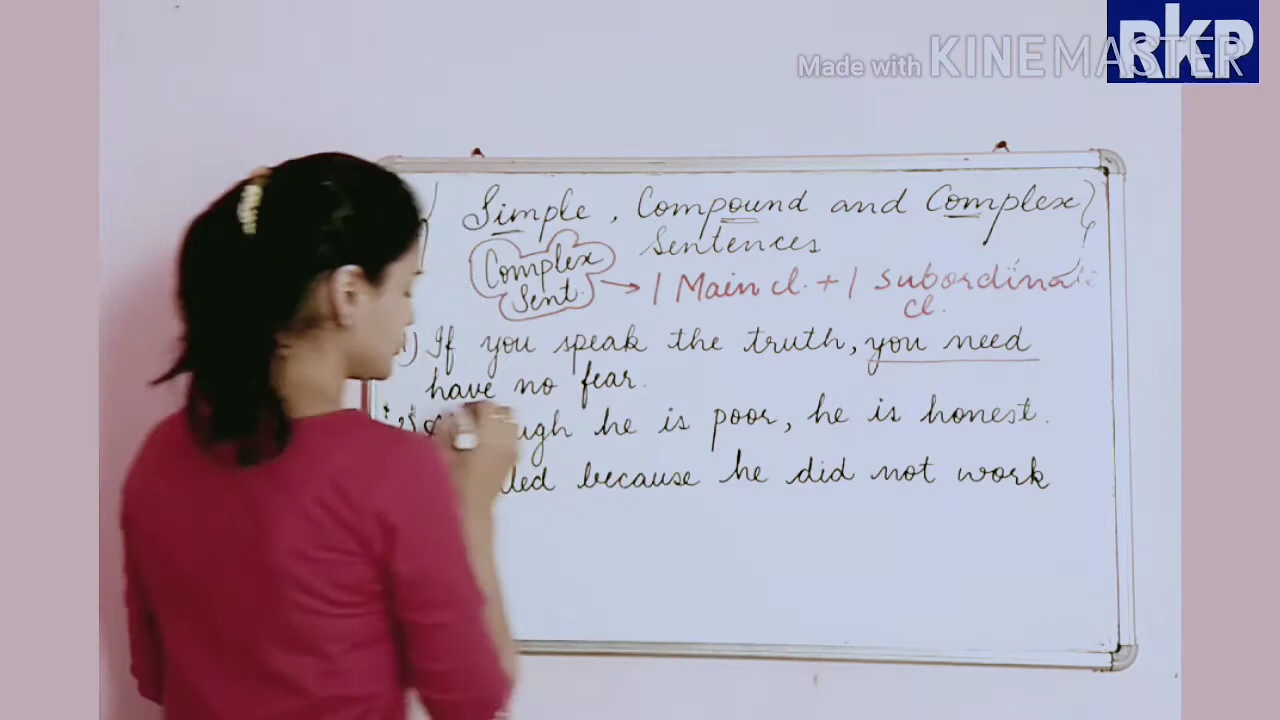 RKP
Made with KINEMASTER
Simple, Compound and Complex
Sentences
Complex
Sent.
→ 1 Main cl. + 1 subordinate
cl.
If you speak the truth, you need
have no fear.
he is poor, he is honest.
because he did not work